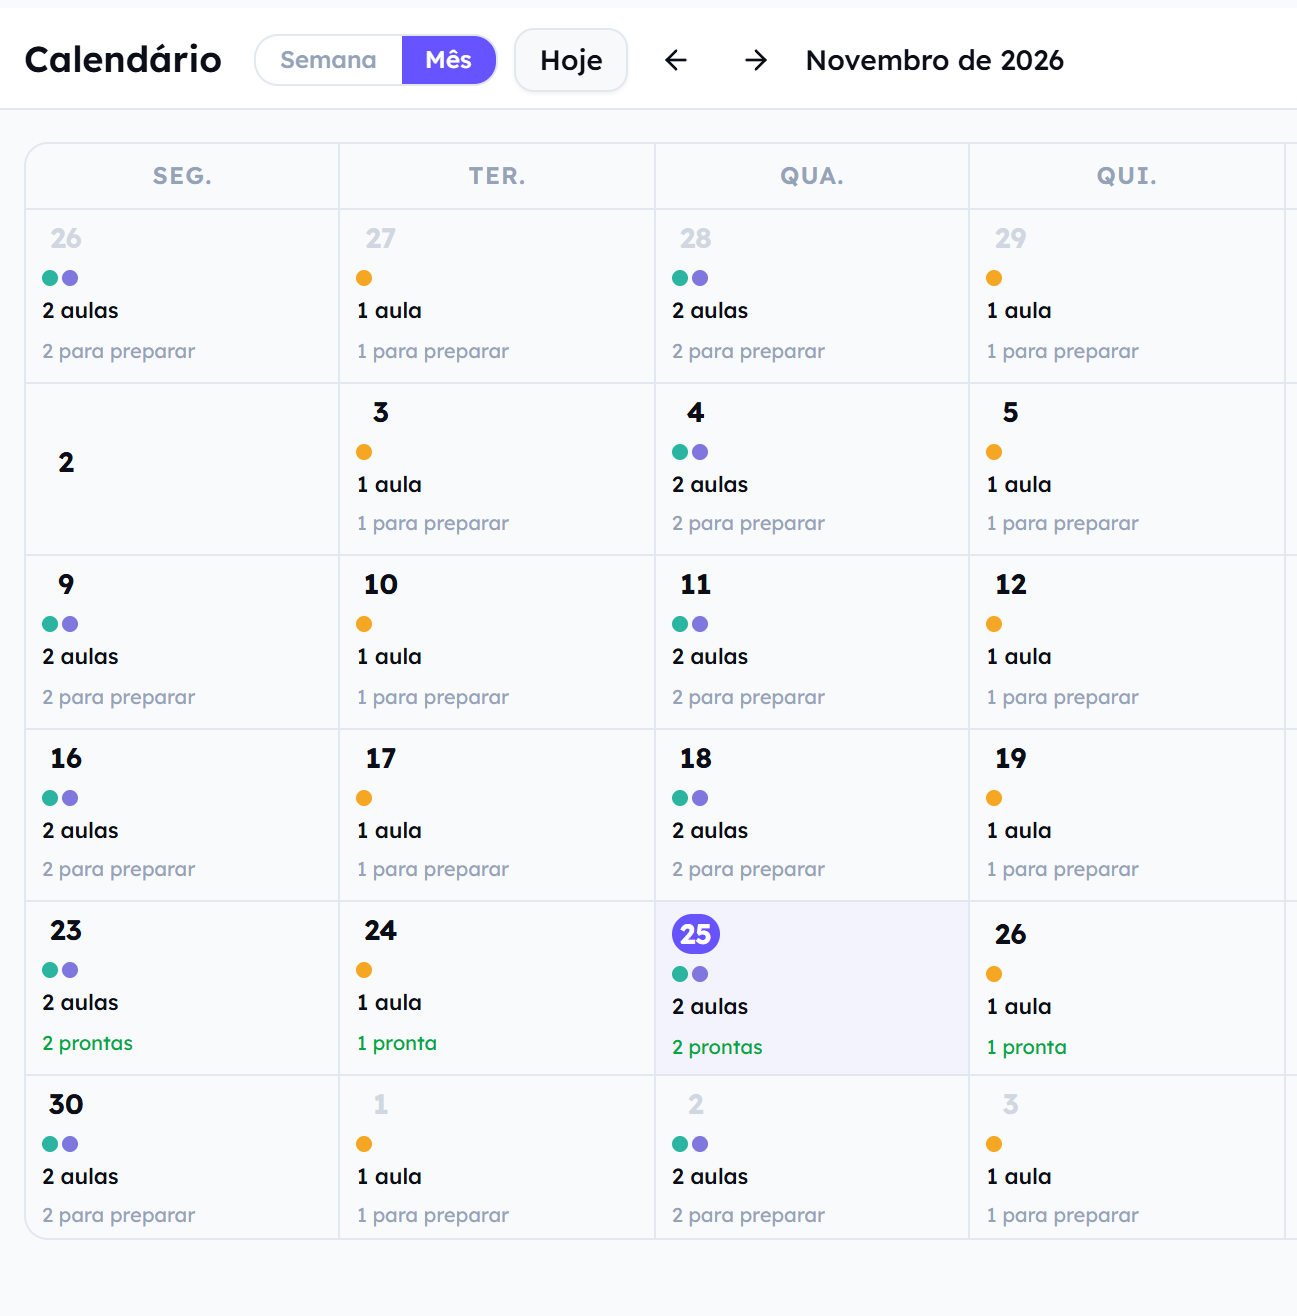 Calendário Semana Mês Hoje ← → Novembro de 2026
SEG. TER. QUA. QUI.
26 27 28 29
2 aulas 1 aula 2 aulas 1 aula
2 para preparar 1 para preparar 2 para preparar 1 para preparar
2 3 4 5
1 aula 2 aulas 1 aula
1 para preparar 2 para preparar 1 para preparar
9 10 11 12
2 aulas 1 aula 2 aulas 1 aula
2 para preparar 1 para preparar 2 para preparar 1 para preparar
16 17 18 19
2 aulas 1 aula 2 aulas 1 aula
2 para preparar 1 para preparar 2 para preparar 1 para preparar
23 24 25 26
2 aulas 1 aula 2 aulas 1 aula
2 prontas 1 pronta 2 prontas 1 pronta
30 1 2 3
2 aulas 1 aula 2 aulas 1 aula
2 para preparar 1 para preparar 2 para preparar 1 para preparar